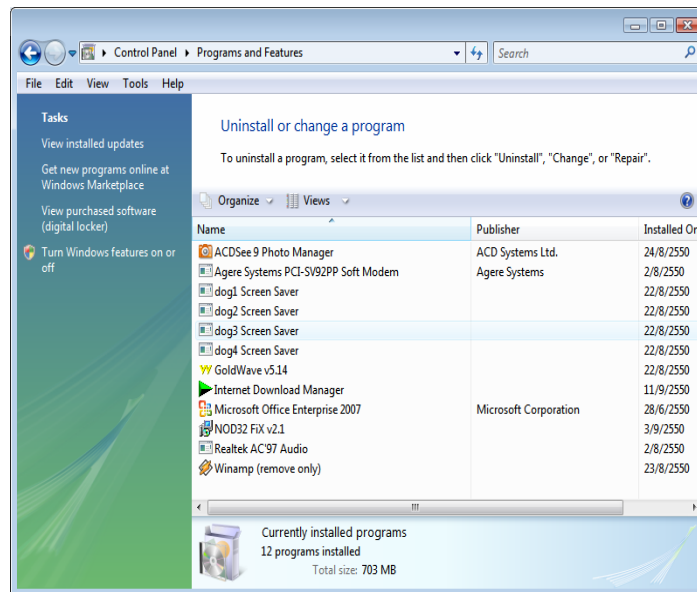 Control Panel Programs and Features Search
File Edit View Tools Help
Tasks
View installed updates
Get new programs online at
Windows Marketplace
View purchased software
(digital locker)
Turn Windows features on or
off
Uninstall or change a program
To uninstall a program, select it from the list and then click "Uninstall", "Change", or "Repair".
Organize Views
Name Publisher Installed Or
ACDSee 9 Photo Manager ACD Systems Ltd. 24/8/2550
Agere Systems PCI-SV92PP Soft Modem Agere Systems 2/8/2550
dog1 Screen Saver 22/8/2550
dog2 Screen Saver 22/8/2550
dog3 Screen Saver 22/8/2550
dog4 Screen Saver 22/8/2550
GoldWave v5.14 22/8/2550
Internet Download Manager 11/9/2550
Microsoft Office Enterprise 2007 Microsoft Corporation 28/6/2550
NOD32 FiX v2.1 3/9/2550
Realtek AC'97 Audio 2/8/2550
Winamp (remove only) 23/8/2550
Currently installed programs
12 programs installed
Total size: 703 MB